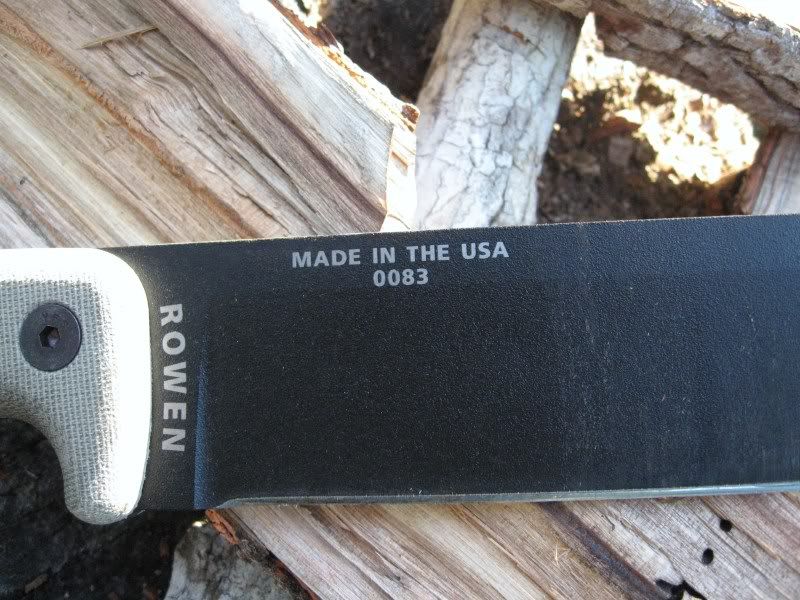 MADE IN THE USA
0083
ROWEN